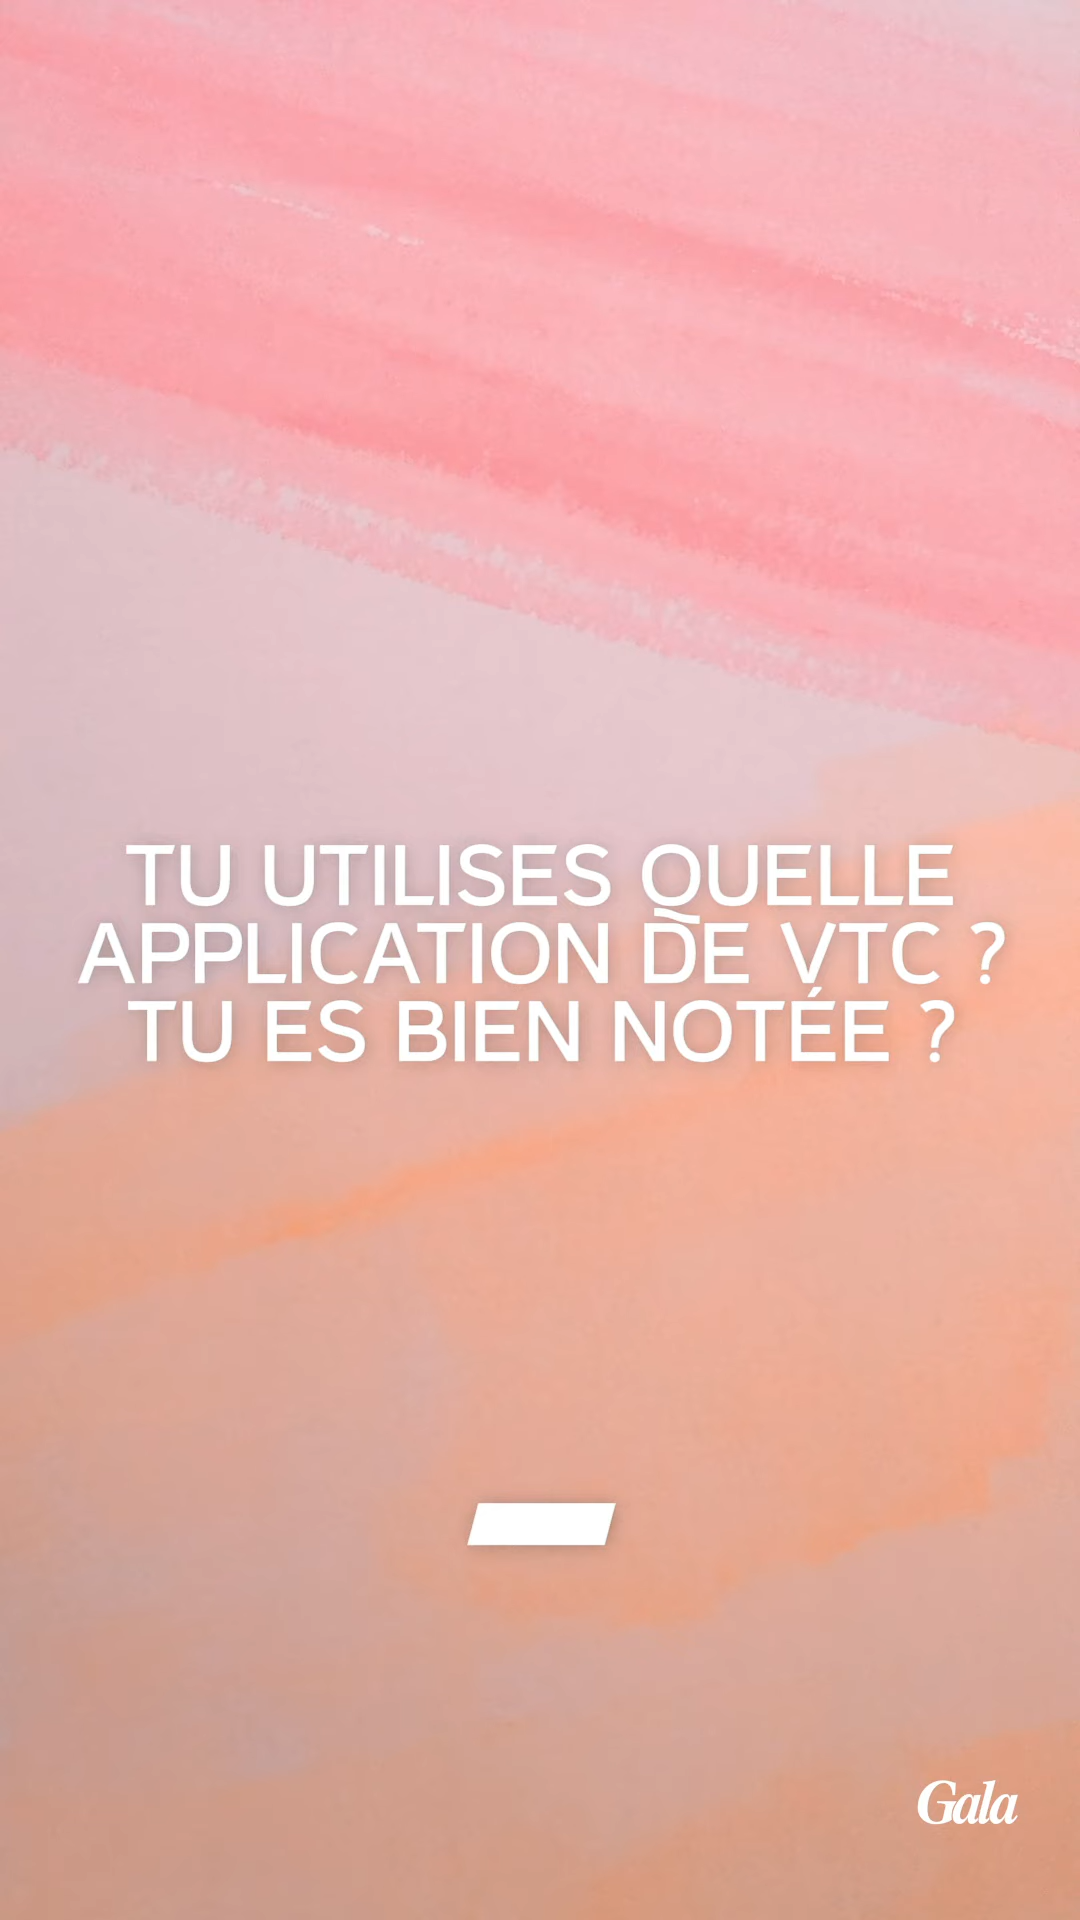 TU UTILISES QUELLE
APPLICATION DE VTC ?
TU ES BIEN NOTÉE ?
Gala